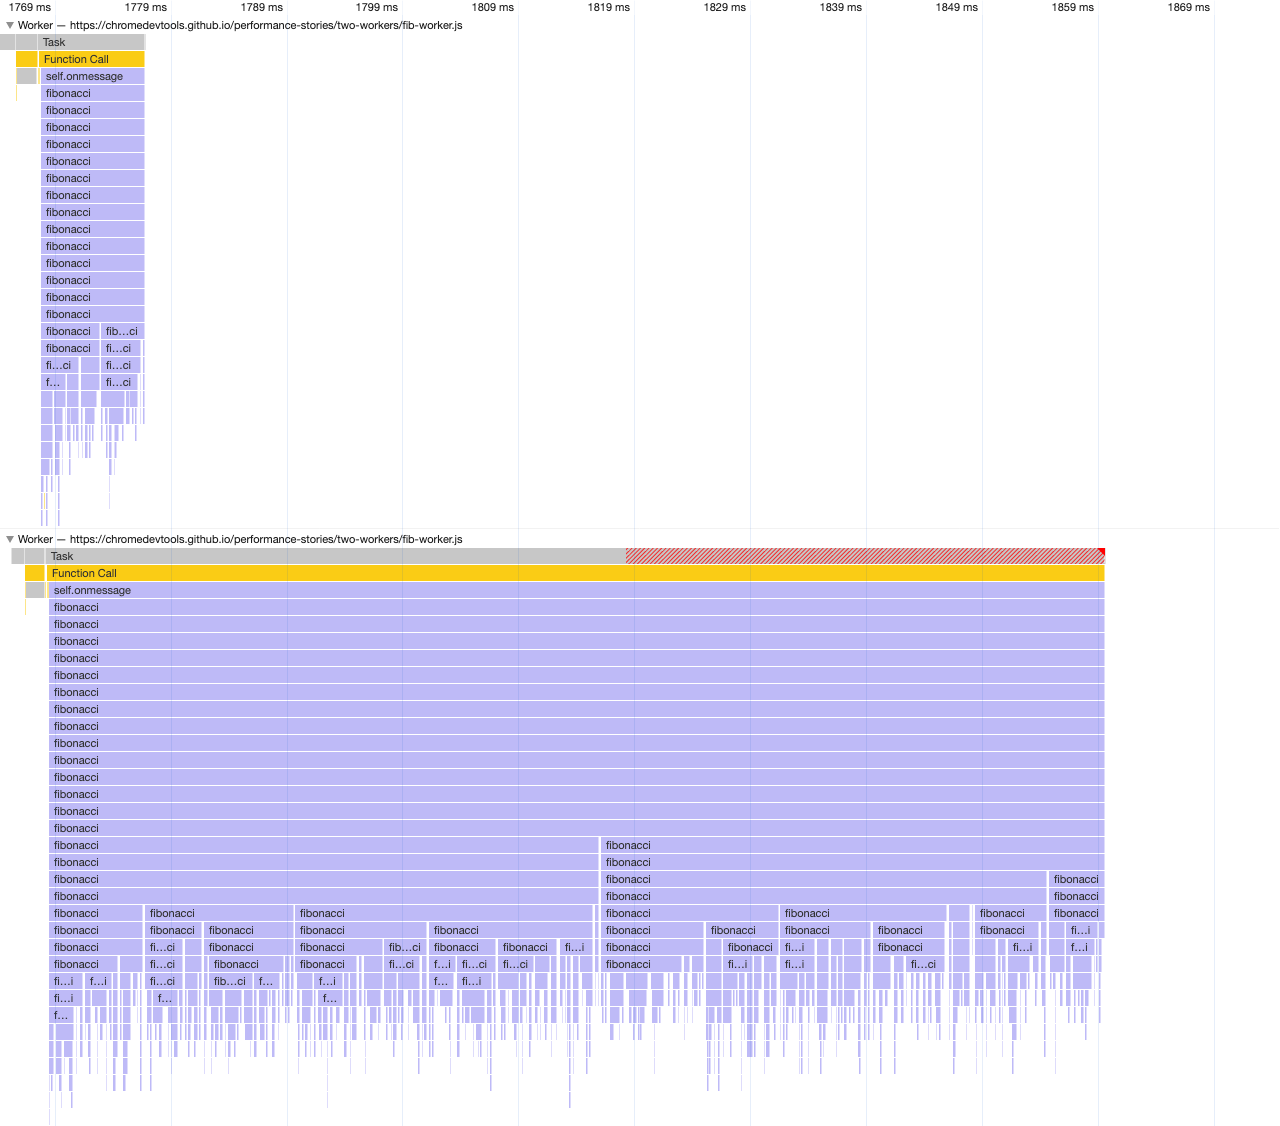 1769 ms 1779 ms 1789 ms 1799 ms 1809 ms 1819 ms 1829 ms 1839 ms 1849 ms 1859 ms 1869 ms
Worker — https://chromedevtools.github.io/performance-stories/two-workers/fib-worker.js
Task
Function Call
self.onmessage
fibonacci
fibonacci
fibonacci
fibonacci
fibonacci
fibonacci
fibonacci
fibonacci
fibonacci
fibonacci
fibonacci
fibonacci
fibonacci
fibonacci
fibonacci fib…ci
fibonacci fi…ci
fi…ci fi…ci
f… fi…ci
Worker — https://chromedevtools.github.io/performance-stories/two-workers/fib-worker.js
Task
Function Call
self.onmessage
fibonacci
fibonacci
fibonacci
fibonacci
fibonacci
fibonacci
fibonacci
fibonacci
fibonacci
fibonacci
fibonacci
fibonacci
fibonacci
fibonacci
fibonacci fibonacci
fibonacci fibonacci
fibonacci fibonacci fibonacci
fibonacci fibonacci fibonacci
fibonacci fibonacci fibonacci fibonacci fibonacci fibonacci fibonacci
fibonacci fibonacci fibonacci fibonacci fibonacci fibonacci fibonacci fibonacci fibonacci fibonacci fi…i
fibonacci fi…ci fibonacci fibonacci fib…ci fibonacci fibonacci fi…i fibonacci fibonacci fi…i fibonacci fi…i fi…i
fibonacci fi…ci fibonacci fibonacci fi…ci fi…i fi…ci fi…ci fibonacci fi…i fi…i fi…ci
fi…i fi…i fi…ci fib…ci f… fi…i f… fi…i
fi…i f… f…
f…